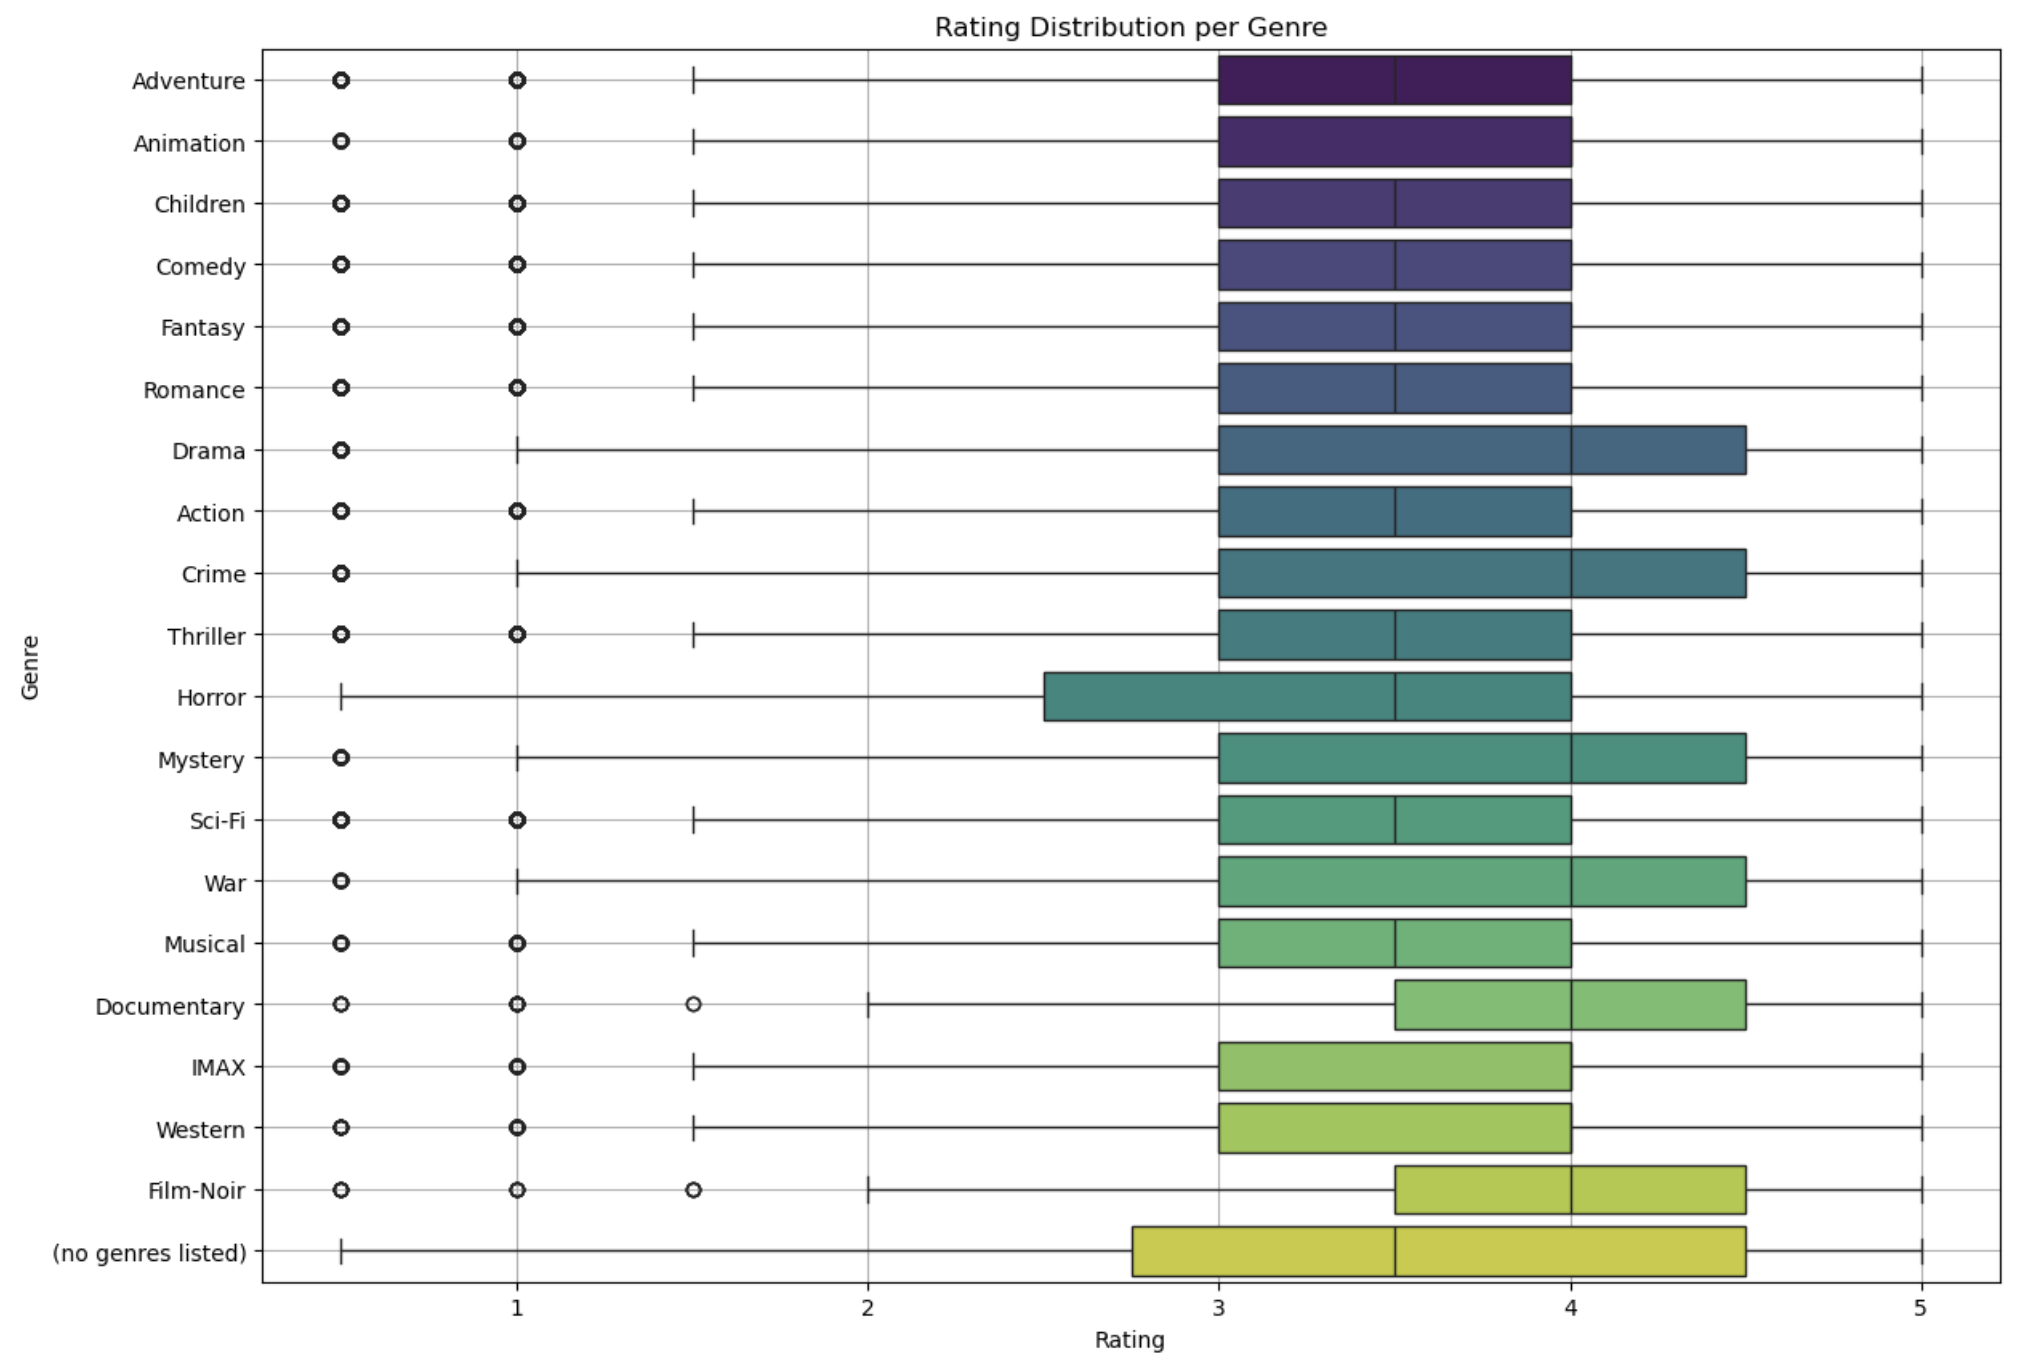 Rating Distribution per Genre
Adventure
Animation
Children
Comedy
Fantasy
Romance
Drama
Action
Crime
Thriller
Horror
Mystery
Sci-Fi
War
Musical
Documentary
IMAX
Western
Film-Noir
(no genres listed)
Genre
1 2 3 4 5
Rating